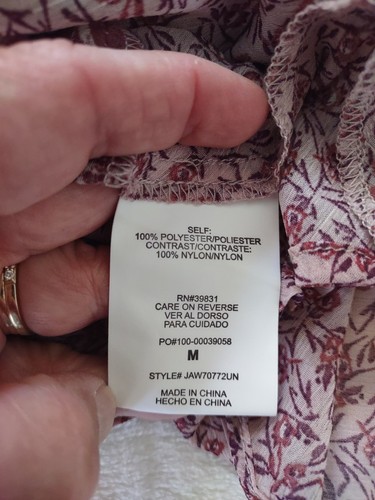 SELF:
100% POLYESTER/POLIESTER
CONTRAST/CONTRASTE:
100% NYLON/NYLON
RN#39831
CARE ON REVERSE
VER AL DORSO
PARA CUIDADO
PO#100-00039058
M
STYLE# JAW70772UN
MADE IN CHINA
HECHO EN CHINA